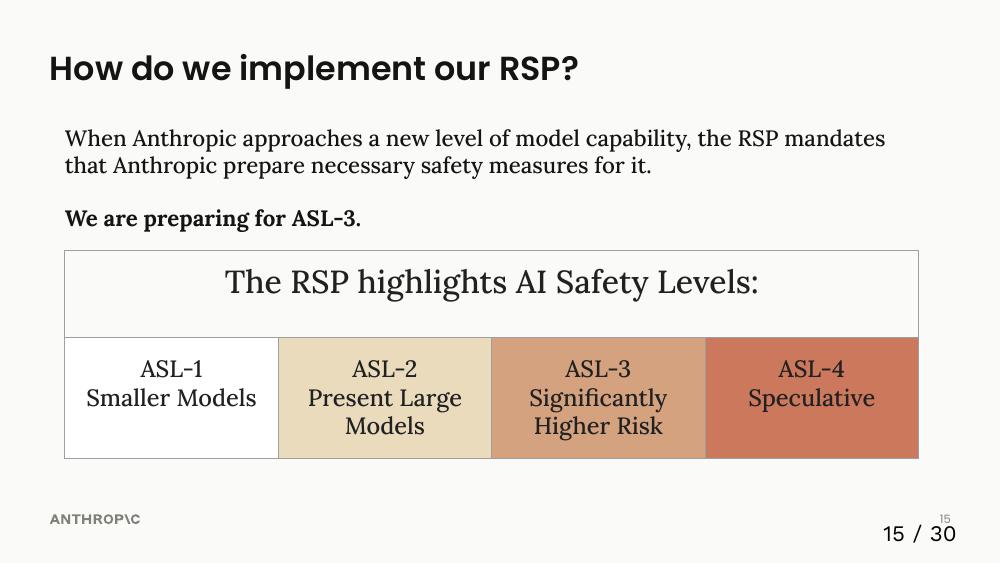 How do we implement our RSP?
When Anthropic approaches a new level of model capability, the RSP mandates
that Anthropic prepare necessary safety measures for it.
We are preparing for ASL-3.
The RSP highlights AI Safety Levels:
ASL-1
Smaller Models
ASL-2
Present Large
Models
ASL-3
Significantly
Higher Risk
ASL-4
Speculative
ANTHROP\C
15
15 / 30